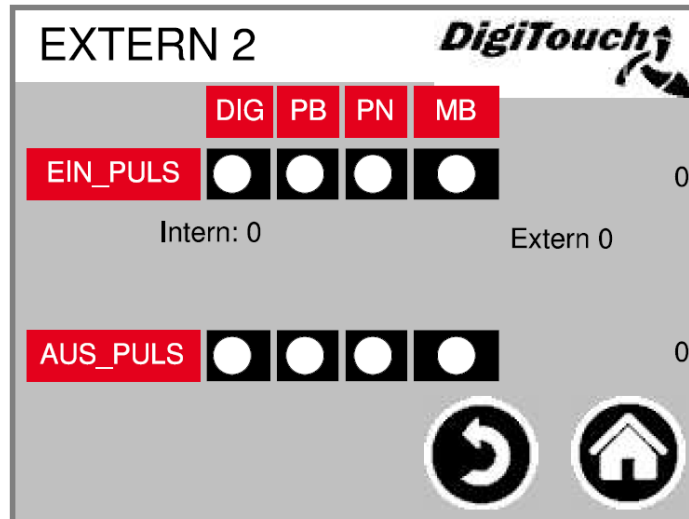 EXTERN 2 DigiTouch
DIG PB PN MB
EIN_PULS 0
Intern: 0 Extern 0
AUS_PULS 0